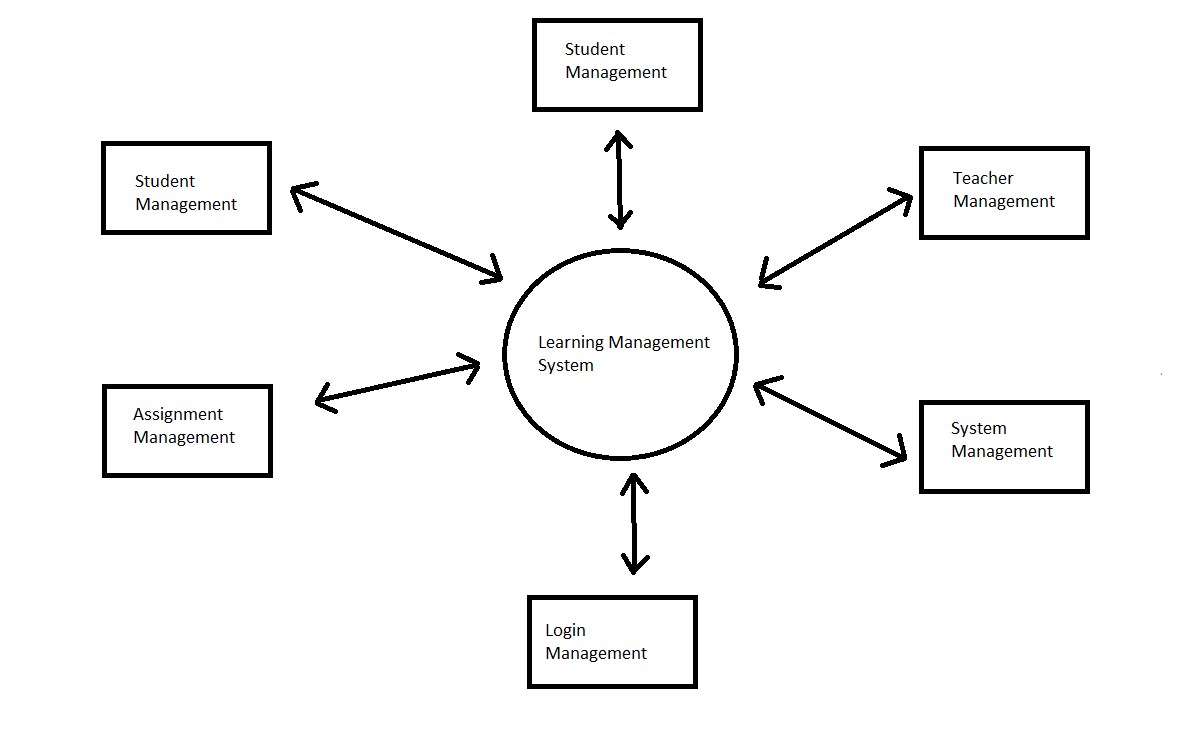 Student
Management
Student
Management
Teacher
Management
Learning Management
System
Assignment
Management
System
Management
Login
Management